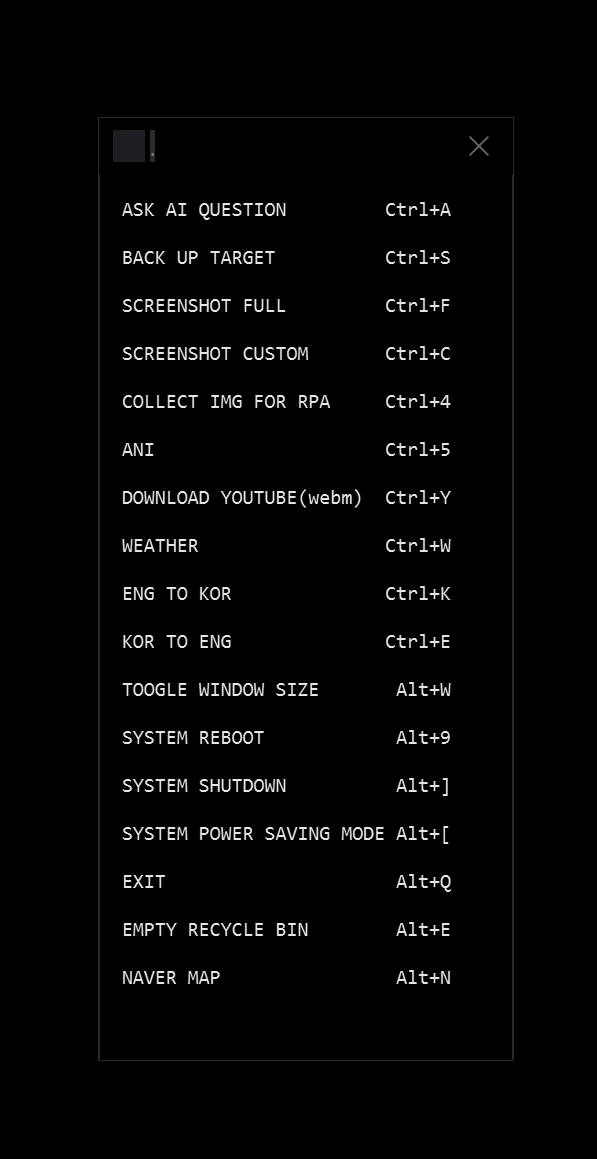 ASK AI QUESTION Ctrl+A
BACK UP TARGET Ctrl+S
SCREENSHOT FULL Ctrl+F
SCREENSHOT CUSTOM Ctrl+C
COLLECT IMG FOR RPA Ctrl+4
ANI Ctrl+5
DOWNLOAD YOUTUBE(webm) Ctrl+Y
WEATHER Ctrl+W
ENG TO KOR Ctrl+K
KOR TO ENG Ctrl+E
TOOGLE WINDOW SIZE Alt+W
SYSTEM REBOOT Alt+9
SYSTEM SHUTDOWN Alt+]
SYSTEM POWER SAVING MODE Alt+[
EXIT Alt+Q
EMPTY RECYCLE BIN Alt+E
NAVER MAP Alt+N